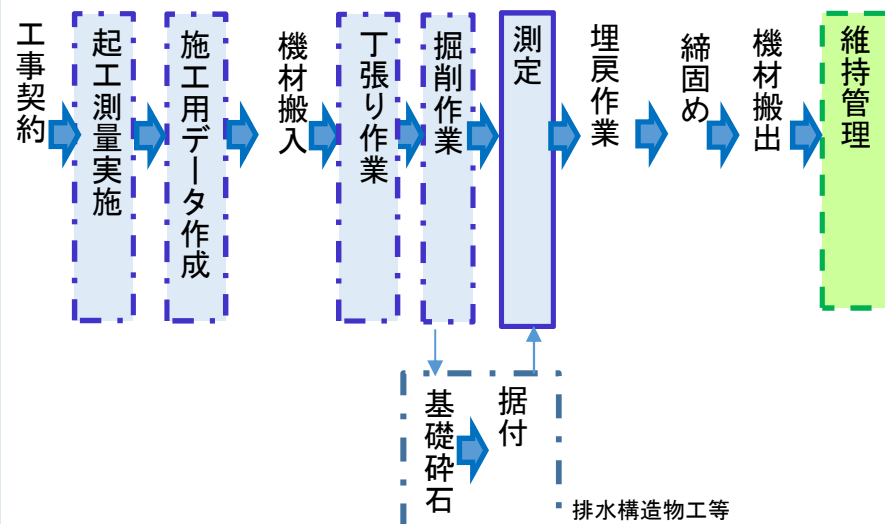 工事契約
起工測量実施
施工用データ作成
機材搬入
丁張り作業
掘削作業
測定
埋戻作業
締固め
機材搬出
維持管理
基礎砕石
据付
排水構造物工等